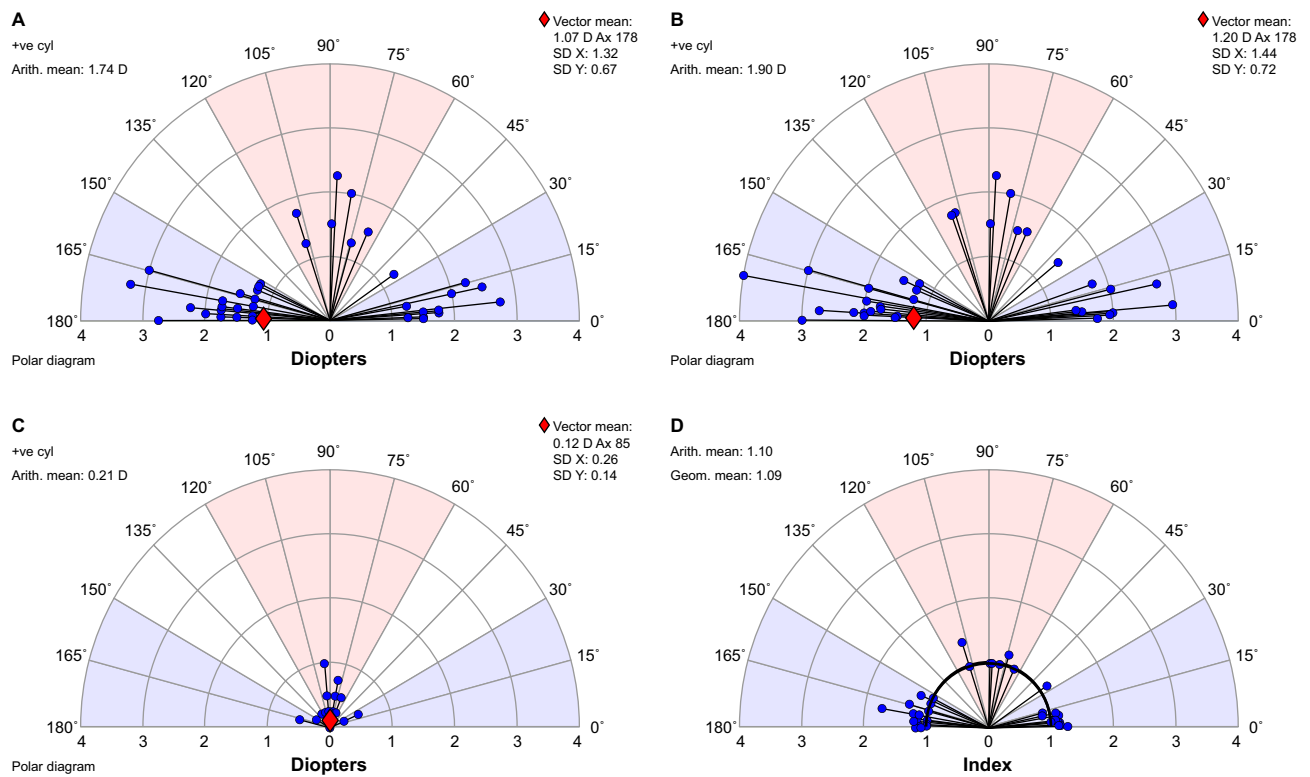 A
+ve cyl
Arith. mean: 1.74 D
Vector mean:
1.07 D Ax 178
SD X: 1.32
SD Y: 0.67
90°
105°
75°
120°
60°
135°
45°
150°
30°
165°
15°
180°
0°
4 3 2 1 0 1 2 3 4
Polar diagram
Diopters
B
+ve cyl
Arith. mean: 1.90 D
Vector mean:
1.20 D Ax 178
SD X: 1.44
SD Y: 0.72
90°
105°
75°
120°
60°
135°
45°
150°
30°
165°
15°
180°
0°
4 3 2 1 0 1 2 3 4
Polar diagram
Diopters
C
+ve cyl
Arith. mean: 0.21 D
Vector mean:
0.12 D Ax 85
SD X: 0.26
SD Y: 0.14
90°
105°
75°
120°
60°
135°
45°
150°
30°
165°
15°
180°
0°
4 3 2 1 0 1 2 3 4
Polar diagram
Diopters
D
Arith. mean: 1.10
Geom. mean: 1.09
90°
105°
75°
120°
60°
135°
45°
150°
30°
165°
15°
180°
0°
4 3 2 1 0 1 2 3 4
Index